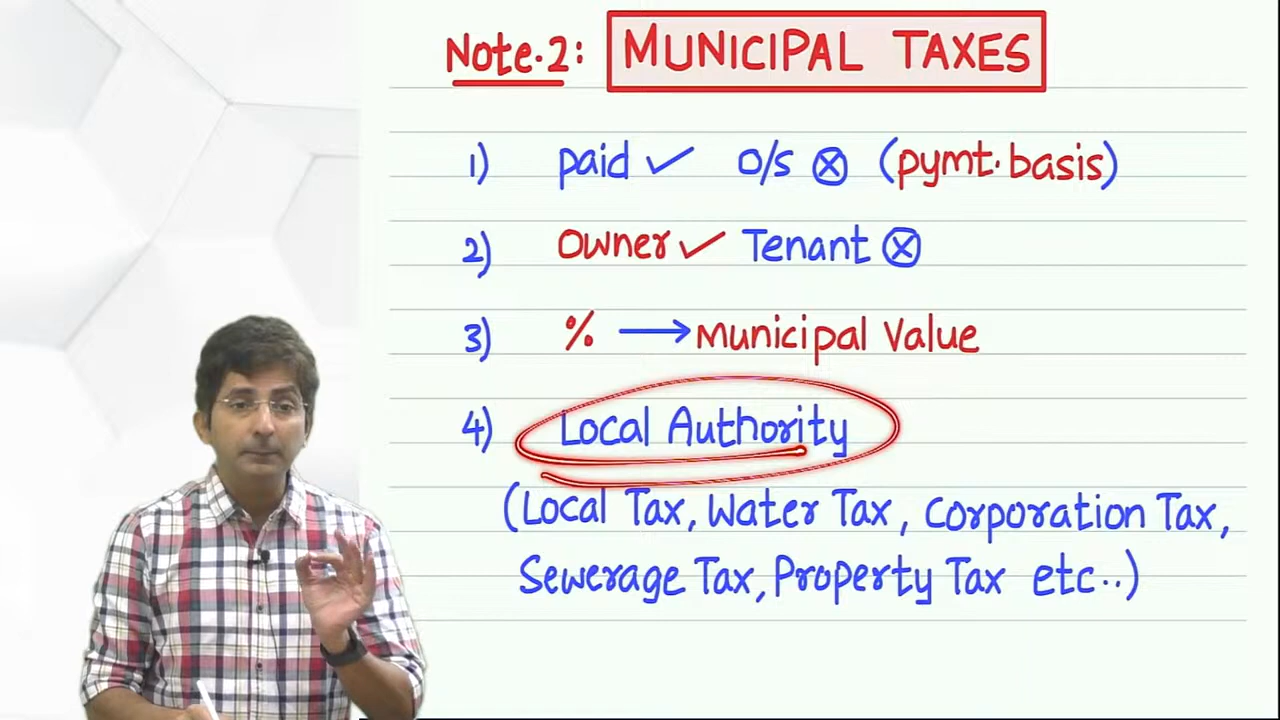 Note.2: MUNICIPAL TAXES
1) paid ✓ O/S ⊗ (pymt. basis)
2) Owner ✓ Tenant ⊗
3) % → Municipal Value
4) Local Authority
(Local Tax, Water Tax, Corporation Tax,
Sewerage Tax, Property Tax etc..)